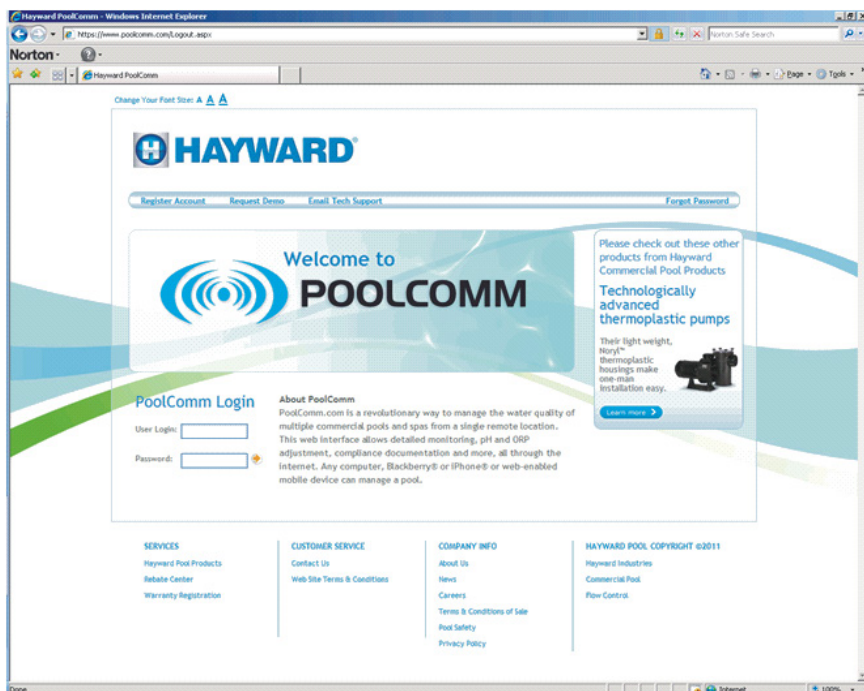 Hayward PoolComm - Windows Internet Explorer
https://www.poolcomm.com/Logout.aspx
Norton Safe Search
Norton -
Hayward PoolComm
Page
Tools
Change Your Font Size: A A A
HAYWARD
Register Account Request Demo Email Tech Support Forgot Password
Welcome to
POOLCOMM
Please check out these other
products from Hayward
Commercial Pool Products
Technologically
advanced
thermoplastic pumps
Their light weight,
Noryl™
thermoplastic
housings make
one-man
installation easy.
Learn more
PoolComm Login
User Login:
Password:
About PoolComm
PoolComm.com is a revolutionary way to manage the water quality of
multiple commercial pools and spas from a single remote location.
This web interface allows detailed monitoring, pH and ORP
adjustment, compliance documentation and more, all through the
internet. Any computer, Blackberry® or iPhone® or web-enabled
mobile device can manage a pool.
SERVICES
Hayward Pool Products
Rebate Center
Warranty Registration
CUSTOMER SERVICE
Contact Us
Web Site Terms & Conditions
COMPANY INFO
About Us
News
Careers
Terms & Conditions of Sale
Pool Safety
Privacy Policy
HAYWARD POOL COPYRIGHT ©2011
Hayward Industries
Commercial Pool
Flow Control
Done
Internet
100%